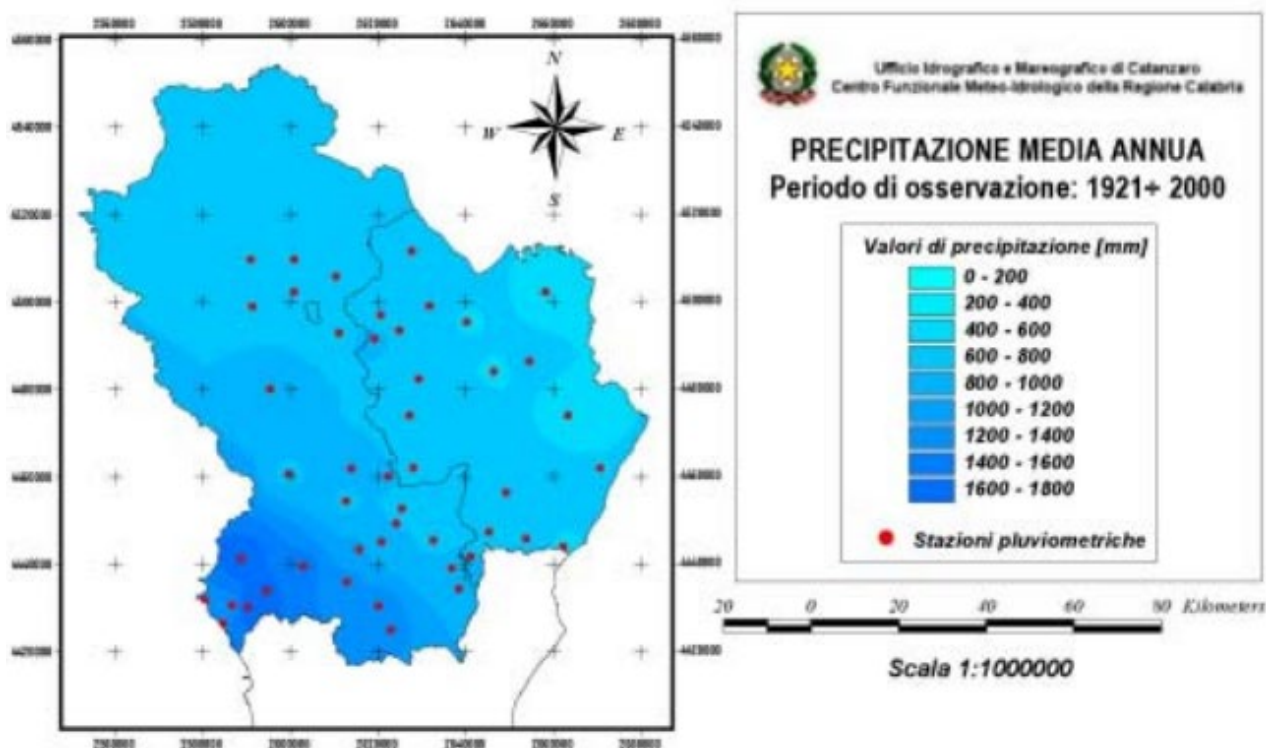 N
W
E
S
Ufficio Idrografico e Mareografico di Catanzaro
Centro Funzionale Meteo-Idrologico della Regione Calabria
PRECIPITAZIONE MEDIA ANNUA
Periodo di osservazione: 1921÷ 2000
Valori di precipitazione [mm]
0 - 200
200 - 400
400 - 600
600 - 800
800 - 1000
1000 - 1200
1200 - 1400
1400 - 1600
1600 - 1800
Stazioni pluviometriche
20 0 20 40 60 80 Kilometers
Scala 1:1000000